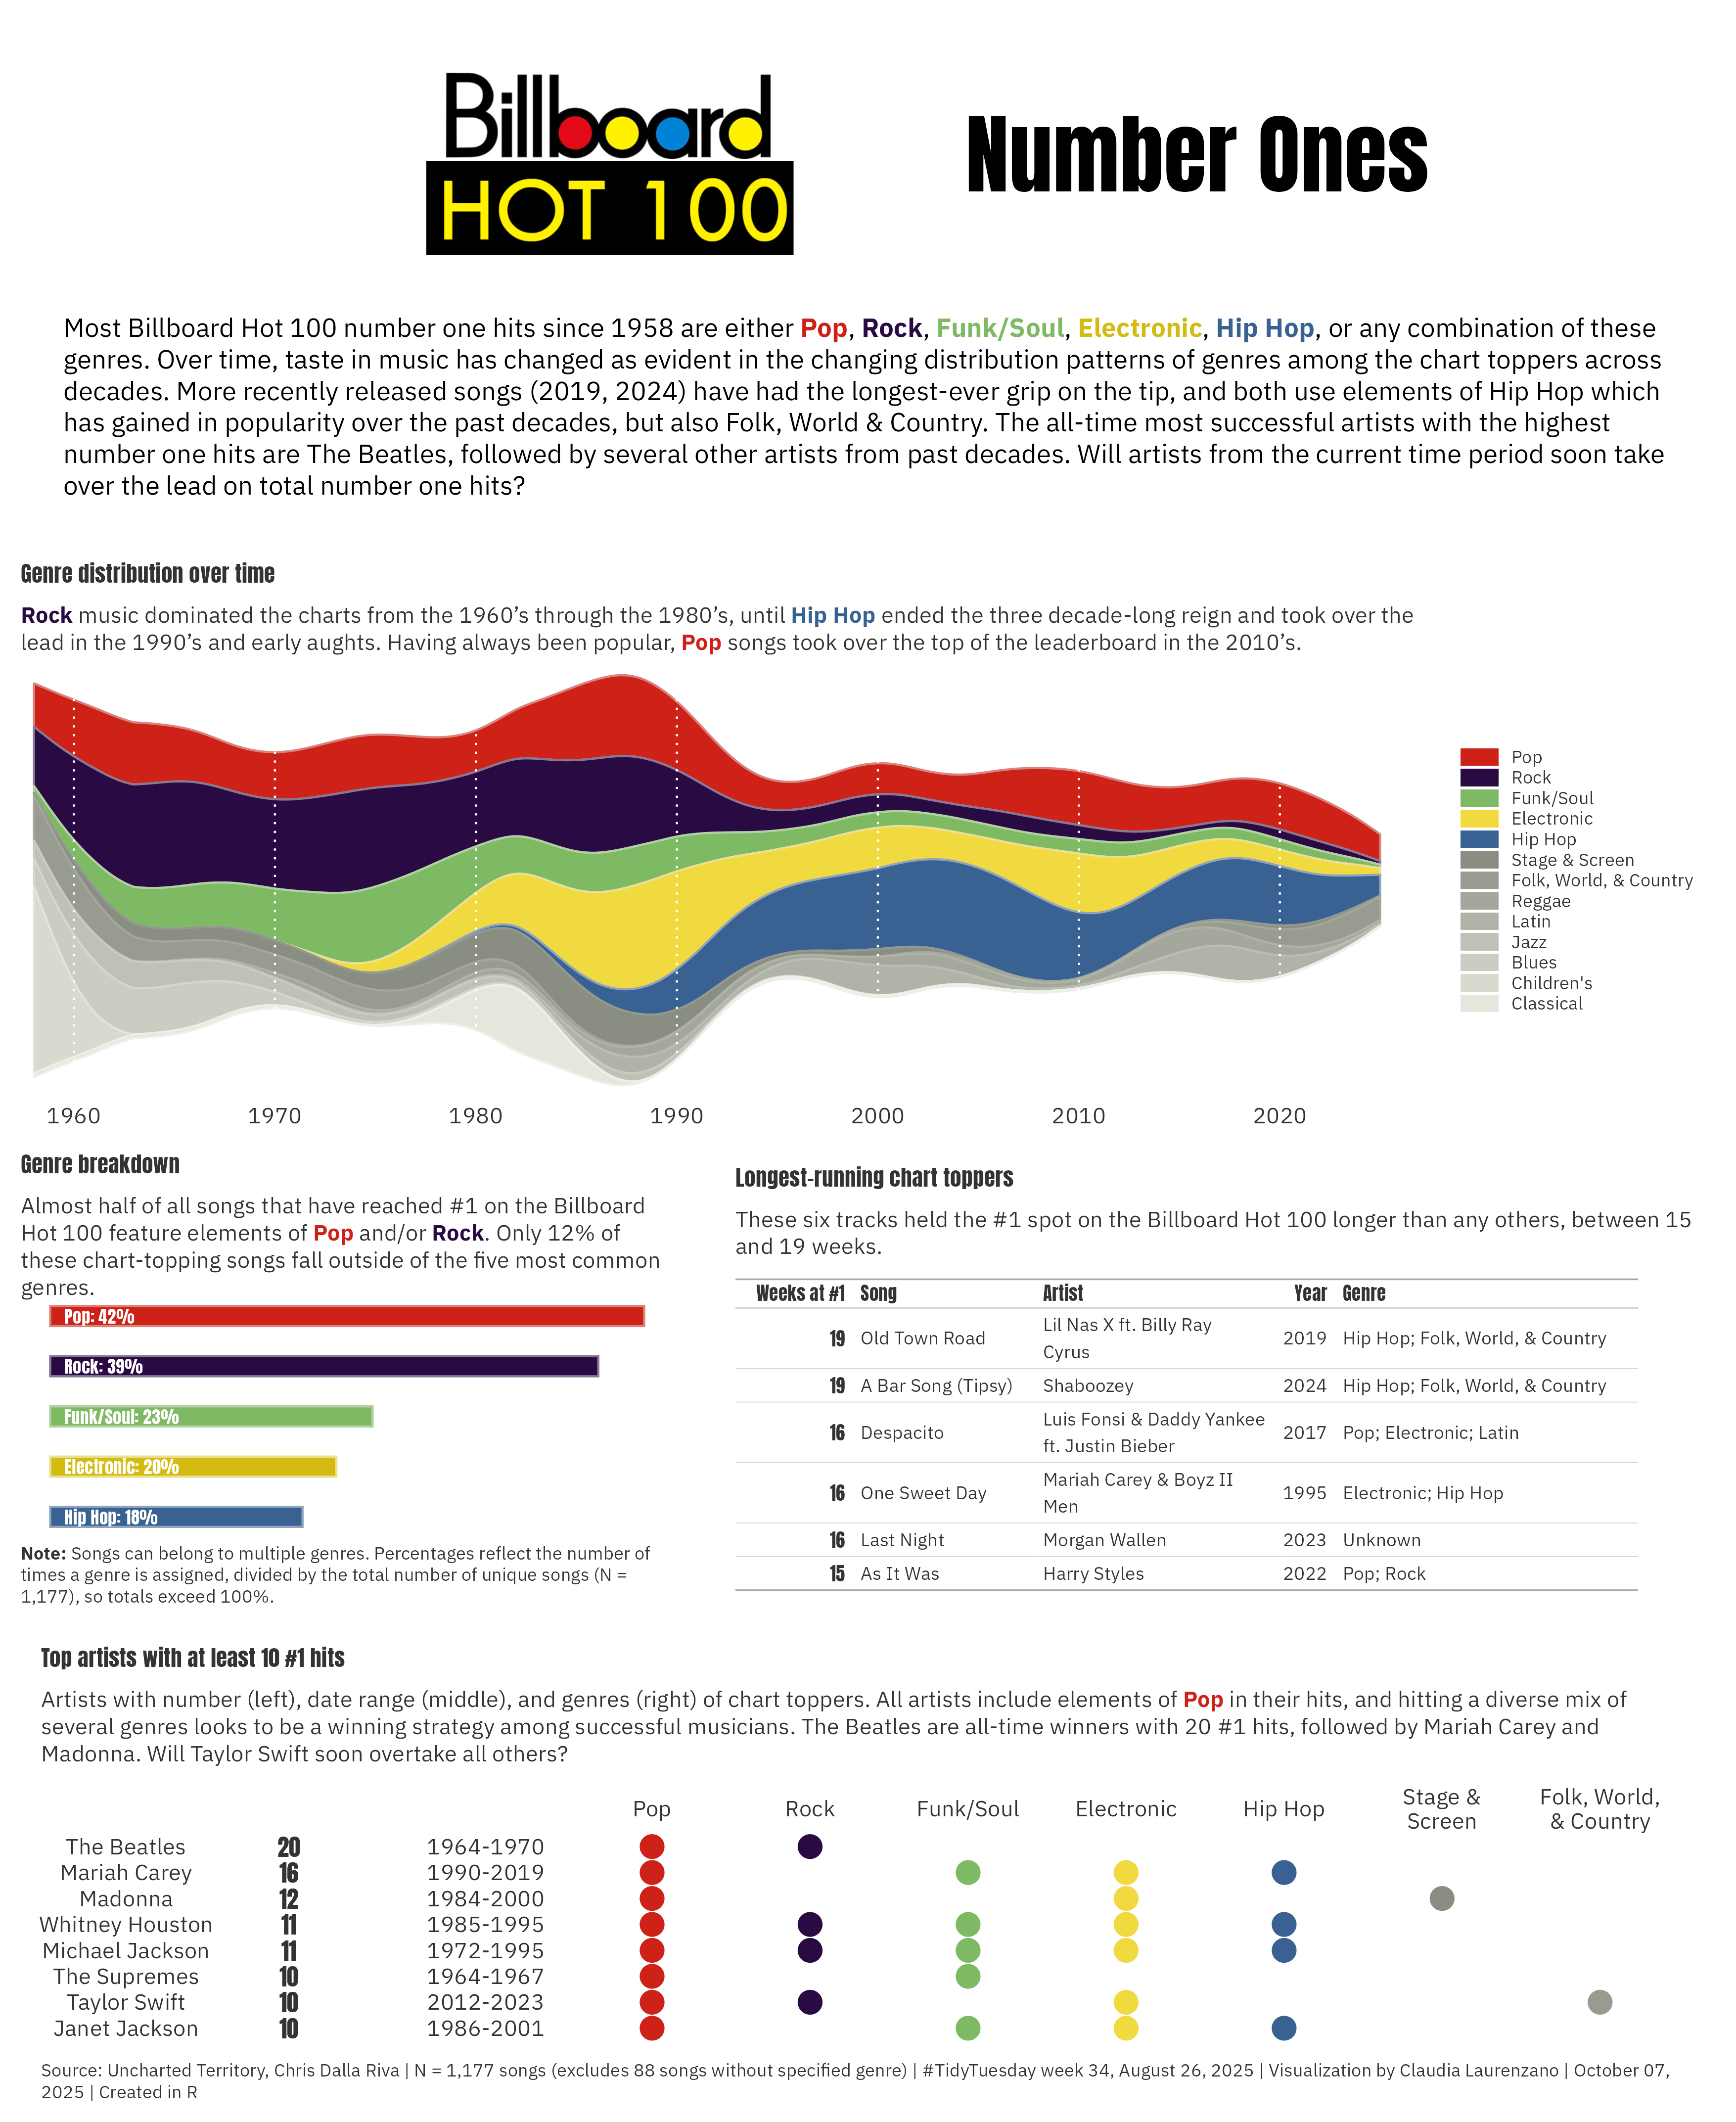 Billboard
HOT 100
Number Ones
Most Billboard Hot 100 number one hits since 1958 are either Pop, Rock, Funk/Soul, Electronic, Hip Hop, or any combination of these
genres. Over time, taste in music has changed as evident in the changing distribution patterns of genres among the chart toppers across
decades. More recently released songs (2019, 2024) have had the longest-ever grip on the tip, and both use elements of Hip Hop which
has gained in popularity over the past decades, but also Folk, World & Country. The all-time most successful artists with the highest
number one hits are The Beatles, followed by several other artists from past decades. Will artists from the current time period soon take
over the lead on total number one hits?
Genre distribution over time
Rock music dominated the charts from the 1960’s through the 1980’s, until Hip Hop ended the three decade-long reign and took over the
lead in the 1990’s and early aughts. Having always been popular, Pop songs took over the top of the leaderboard in the 2010’s.
Pop
Rock
Funk/Soul
Electronic
Hip Hop
Stage & Screen
Folk, World, & Country
Reggae
Latin
Jazz
Blues
Children's
Classical
1960 1970 1980 1990 2000 2010 2020
Genre breakdown
Almost half of all songs that have reached #1 on the Billboard
Hot 100 feature elements of Pop and/or Rock. Only 12% of
these chart-topping songs fall outside of the five most common
genres.
Pop: 42%
Rock: 39%
Funk/Soul: 23%
Electronic: 20%
Hip Hop: 18%
Note: Songs can belong to multiple genres. Percentages reflect the number of
times a genre is assigned, divided by the total number of unique songs (N =
1,177), so totals exceed 100%.
Longest-running chart toppers
These six tracks held the #1 spot on the Billboard Hot 100 longer than any others, between 15
and 19 weeks.
Weeks at #1 Song Artist Year Genre
19 Old Town Road Lil Nas X ft. Billy Ray
Cyrus 2019 Hip Hop; Folk, World, & Country
19 A Bar Song (Tipsy) Shaboozey 2024 Hip Hop; Folk, World, & Country
16 Despacito Luis Fonsi & Daddy Yankee
ft. Justin Bieber 2017 Pop; Electronic; Latin
16 One Sweet Day Mariah Carey & Boyz II
Men 1995 Electronic; Hip Hop
16 Last Night Morgan Wallen 2023 Unknown
15 As It Was Harry Styles 2022 Pop; Rock
Top artists with at least 10 #1 hits
Artists with number (left), date range (middle), and genres (right) of chart toppers. All artists include elements of Pop in their hits, and hitting a diverse mix of
several genres looks to be a winning strategy among successful musicians. The Beatles are all-time winners with 20 #1 hits, followed by Mariah Carey and
Madonna. Will Taylor Swift soon overtake all others?
Pop Rock Funk/Soul Electronic Hip Hop Stage &
Screen Folk, World,
& Country
The Beatles 20 1964-1970
Mariah Carey 16 1990-2019
Madonna 12 1984-2000
Whitney Houston 11 1985-1995
Michael Jackson 11 1972-1995
The Supremes 10 1964-1967
Taylor Swift 10 2012-2023
Janet Jackson 10 1986-2001
Source: Uncharted Territory, Chris Dalla Riva | N = 1,177 songs (excludes 88 songs without specified genre) | #TidyTuesday week 34, August 26, 2025 | Visualization by Claudia Laurenzano | October 07,
2025 | Created in R